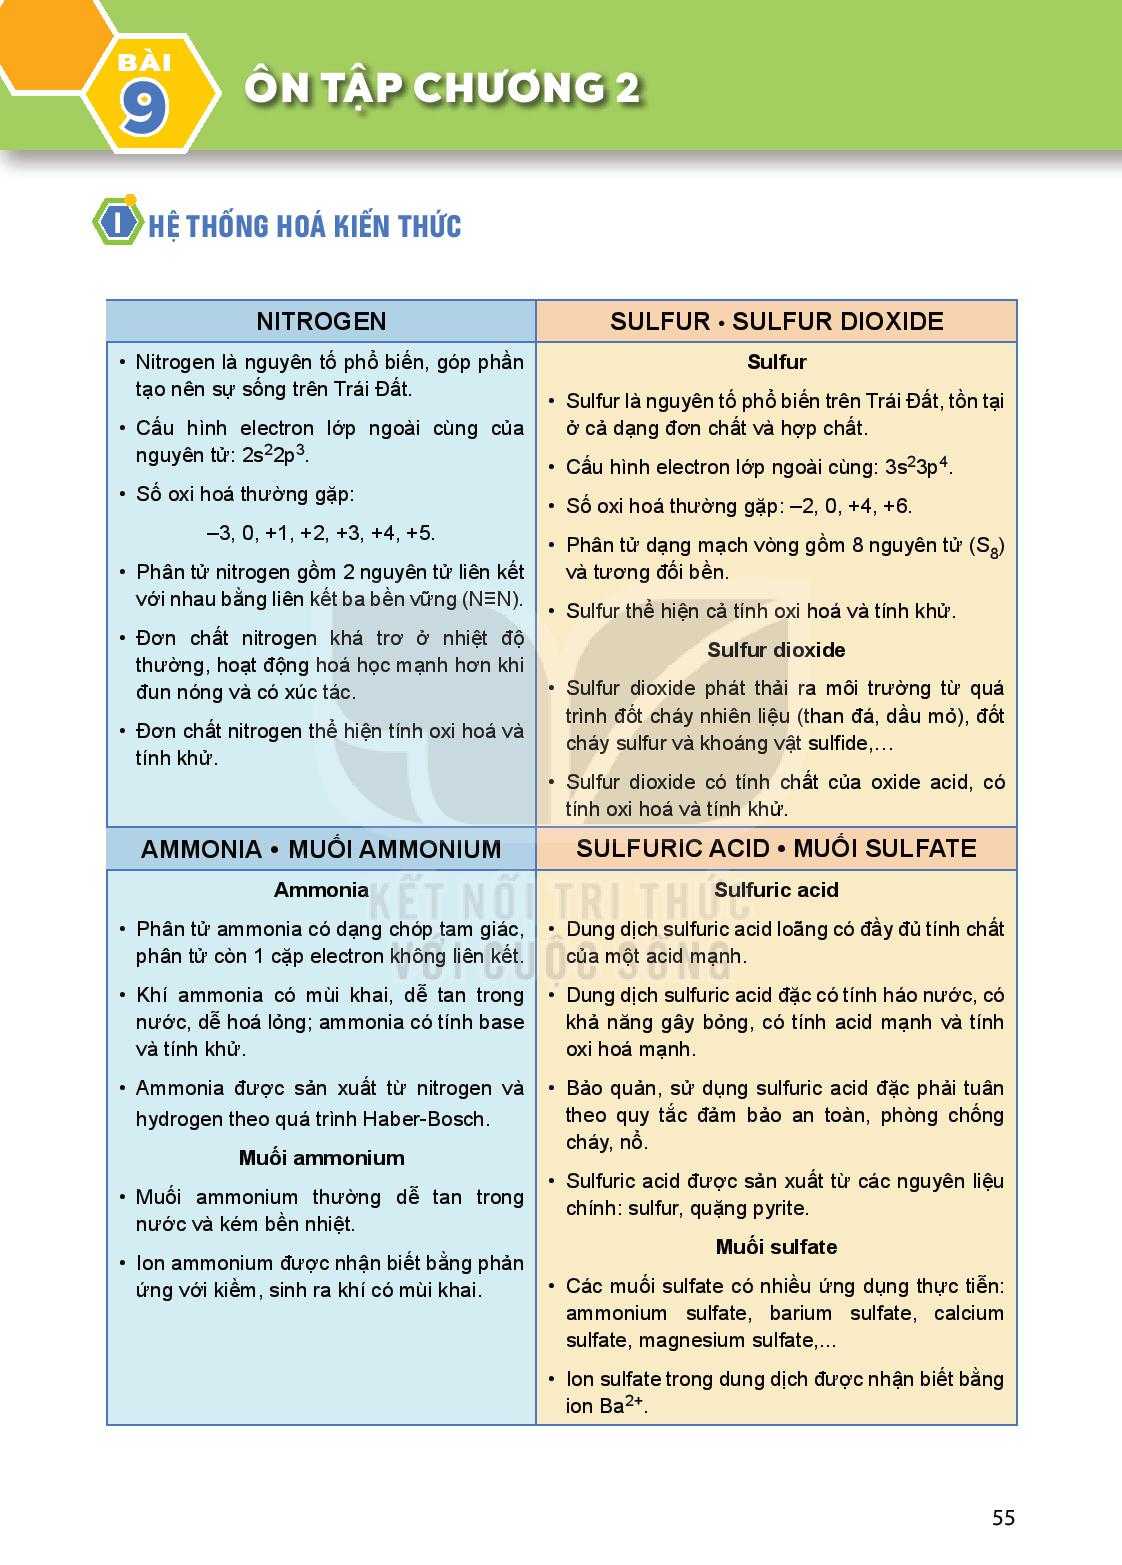 BÀI
9
ÔN TẬP CHƯƠNG 2
I HỆ THỐNG HOÁ KIẾN THỨC
NITROGEN
• Nitrogen là nguyên tố phổ biến, góp phần
tạo nên sự sống trên Trái Đất.
• Cấu hình electron lớp ngoài cùng của
nguyên tử: 2s²2p³.
• Số oxi hoá thường gặp:
–3, 0, +1, +2, +3, +4, +5.
• Phân tử nitrogen gồm 2 nguyên tử liên kết
với nhau bằng liên kết ba bền vững (N≡N).
• Đơn chất nitrogen khá trơ ở nhiệt độ
thường, hoạt động hoá học mạnh hơn khi
đun nóng và có xúc tác.
• Đơn chất nitrogen thể hiện tính oxi hoá và
tính khử.
SULFUR • SULFUR DIOXIDE
Sulfur
• Sulfur là nguyên tố phổ biến trên Trái Đất, tồn tại
ở cả dạng đơn chất và hợp chất.
• Cấu hình electron lớp ngoài cùng: 3s²3p⁴.
• Số oxi hoá thường gặp: –2, 0, +4, +6.
• Phân tử dạng mạch vòng gồm 8 nguyên tử (S₈)
và tương đối bền.
• Sulfur thể hiện cả tính oxi hoá và tính khử.
Sulfur dioxide
• Sulfur dioxide phát thải ra môi trường từ quá
trình đốt cháy nhiên liệu (than đá, dầu mỏ), đốt
cháy sulfur và khoáng vật sulfide,...
• Sulfur dioxide có tính chất của oxide acid, có
tính oxi hoá và tính khử.
AMMONIA • MUỐI AMMONIUM
Ammonia
• Phân tử ammonia có dạng chóp tam giác,
phân tử còn 1 cặp electron không liên kết.
• Khí ammonia có mùi khai, dễ tan trong
nước, dễ hoá lỏng; ammonia có tính base
và tính khử.
• Ammonia được sản xuất từ nitrogen và
hydrogen theo quá trình Haber-Bosch.
Muối ammonium
• Muối ammonium thường dễ tan trong
nước và kém bền nhiệt.
• Ion ammonium được nhận biết bằng phản
ứng với kiềm, sinh ra khí có mùi khai.
SULFURIC ACID • MUỐI SULFATE
Sulfuric acid
• Dung dịch sulfuric acid loãng có đầy đủ tính chất
của một acid mạnh.
• Dung dịch sulfuric acid đặc có tính háo nước, có
khả năng gây bỏng, có tính acid mạnh và tính
oxi hoá mạnh.
• Bảo quản, sử dụng sulfuric acid đặc phải tuân
theo quy tắc đảm bảo an toàn, phòng chống
cháy, nổ.
• Sulfuric acid được sản xuất từ các nguyên liệu
chính: sulfur, quặng pyrite.
Muối sulfate
• Các muối sulfate có nhiều ứng dụng thực tiễn:
ammonium sulfate, barium sulfate, calcium
sulfate, magnesium sulfate,...
• Ion sulfate trong dung dịch được nhận biết bằng
ion Ba²⁺.
KẾT NỐI TRI THỨC
VỚI CUỘC SỐNG
55